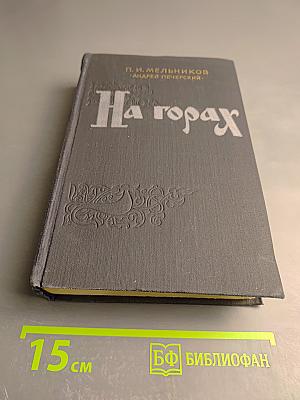 П. И. МЕЛЬНИКОВ
·АНДРЕЙ ПЕЧЕРСКИЙ·
На горах
15 см
БФ БИБЛИОФАН